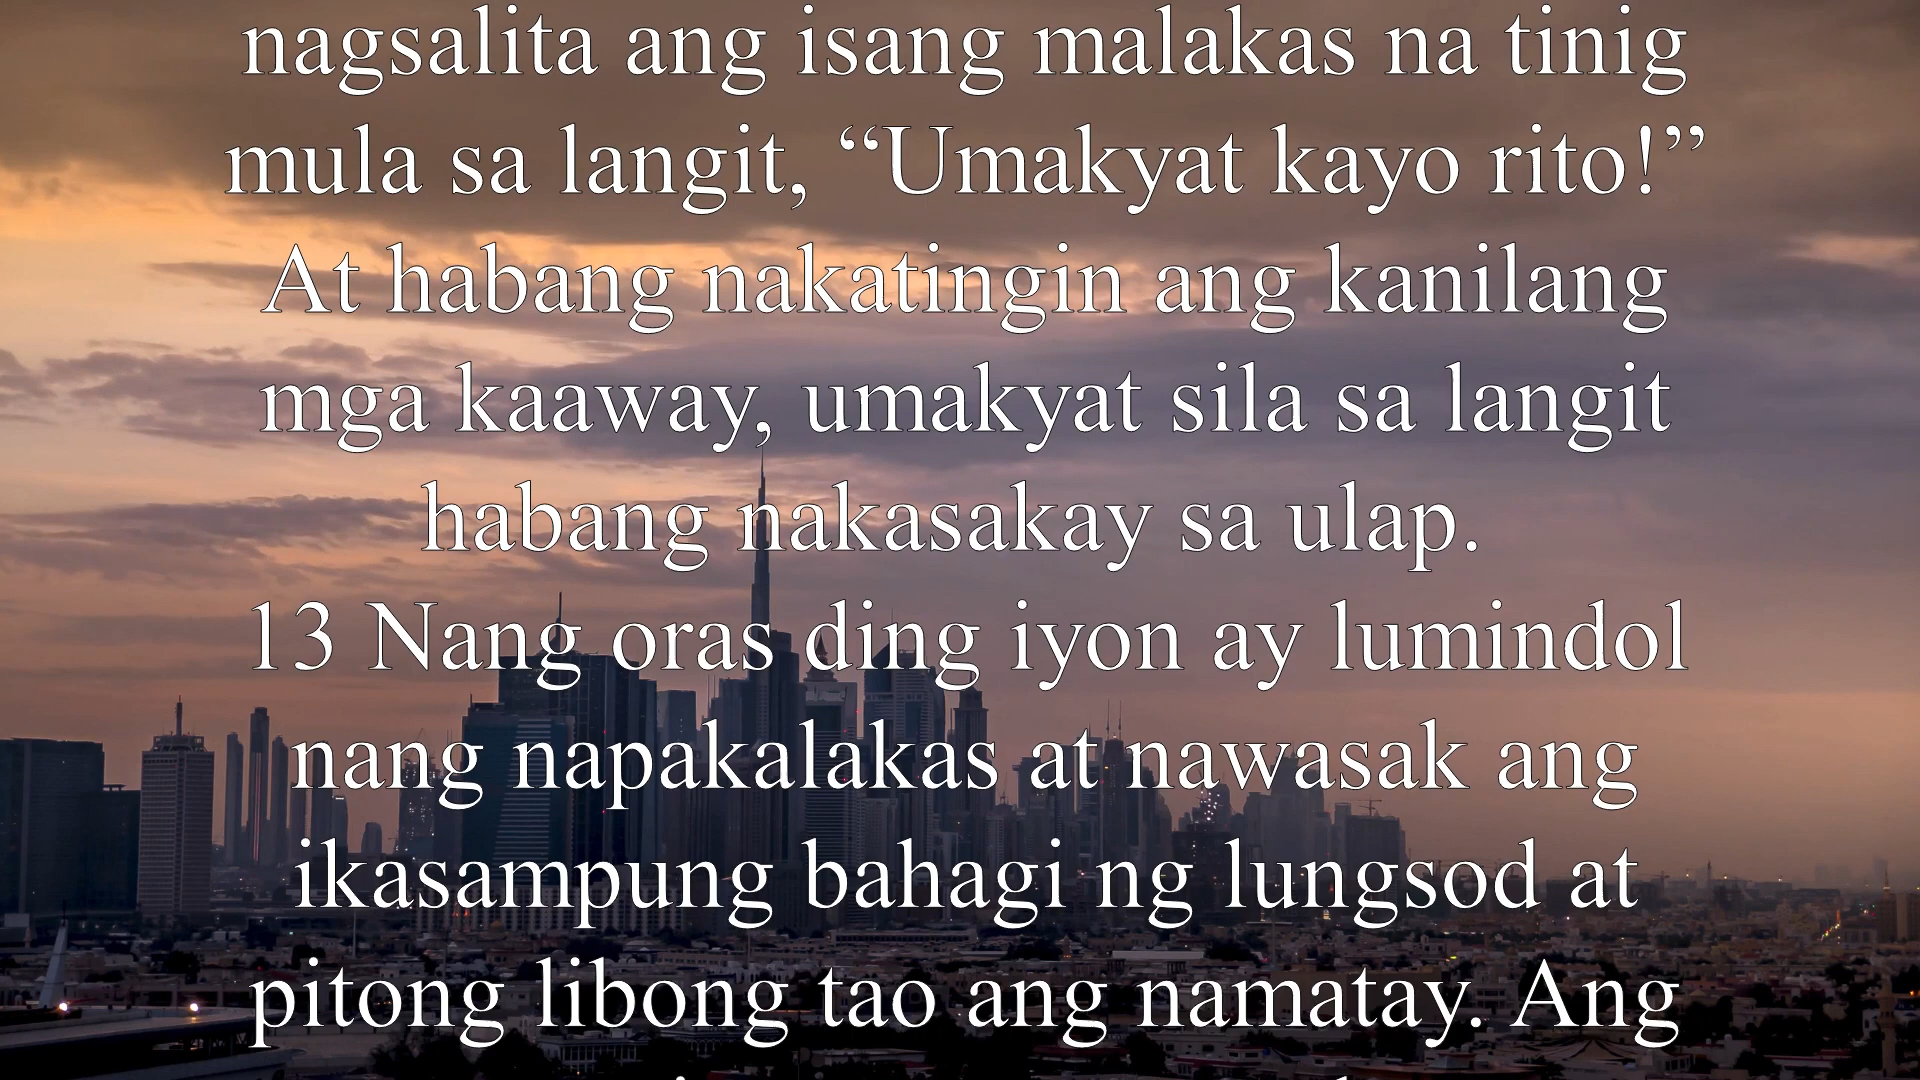 nagsalita ang isang malakas na tinig
mula sa langit, “Umakyat kayo rito!”
At habang nakatingin ang kanilang
mga kaaway, umakyat sila sa langit
habang nakasakay sa ulap.
13 Nang oras ding iyon ay lumindol
nang napakalakas at nawasak ang
ikasampung bahagi ng lungsod at
pitong libong tao ang namatay. Ang